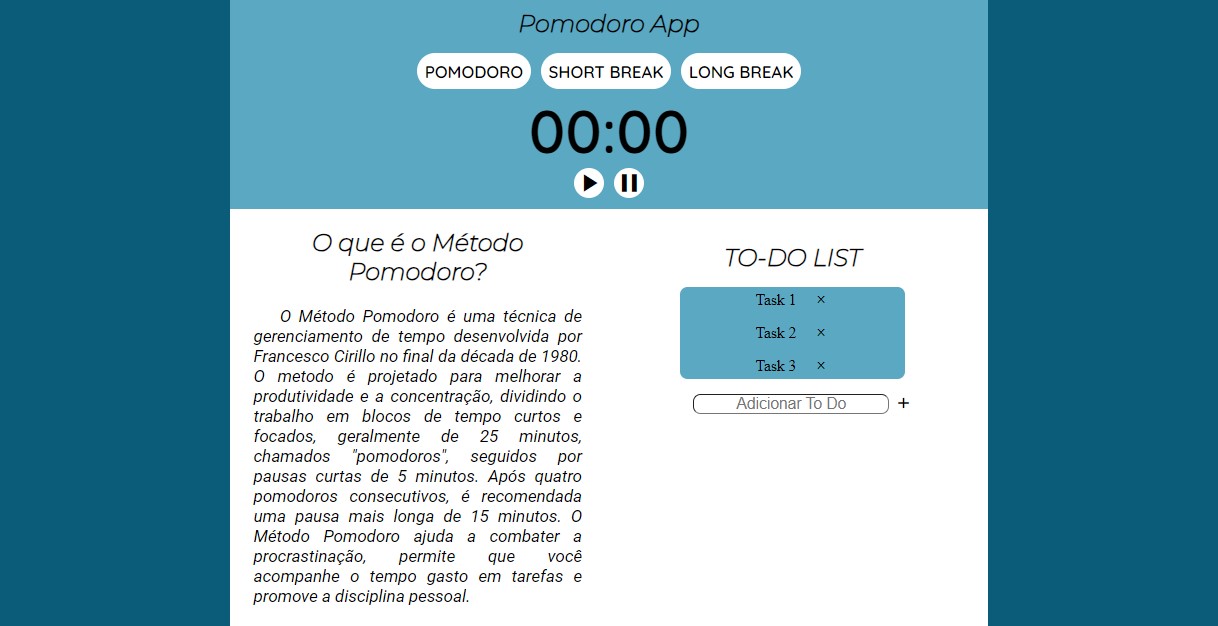 Pomodoro App
POMODORO
SHORT BREAK
LONG BREAK
00:00
O que é o Método
Pomodoro?
O Método Pomodoro é uma técnica de
gerenciamento de tempo desenvolvida por
Francesco Cirillo no final da década de 1980.
O metodo é projetado para melhorar a
produtividade e a concentração, dividindo o
trabalho em blocos de tempo curtos e
focados, geralmente de 25 minutos,
chamados "pomodoros", seguidos por
pausas curtas de 5 minutos. Após quatro
pomodoros consecutivos, é recomendada
uma pausa mais longa de 15 minutos. O
Método Pomodoro ajuda a combater a
procrastinação, permite que você
acompanhe o tempo gasto em tarefas e
promove a disciplina pessoal.
TO-DO LIST
Task 1 ×
Task 2 ×
Task 3 ×
Adicionar To Do +